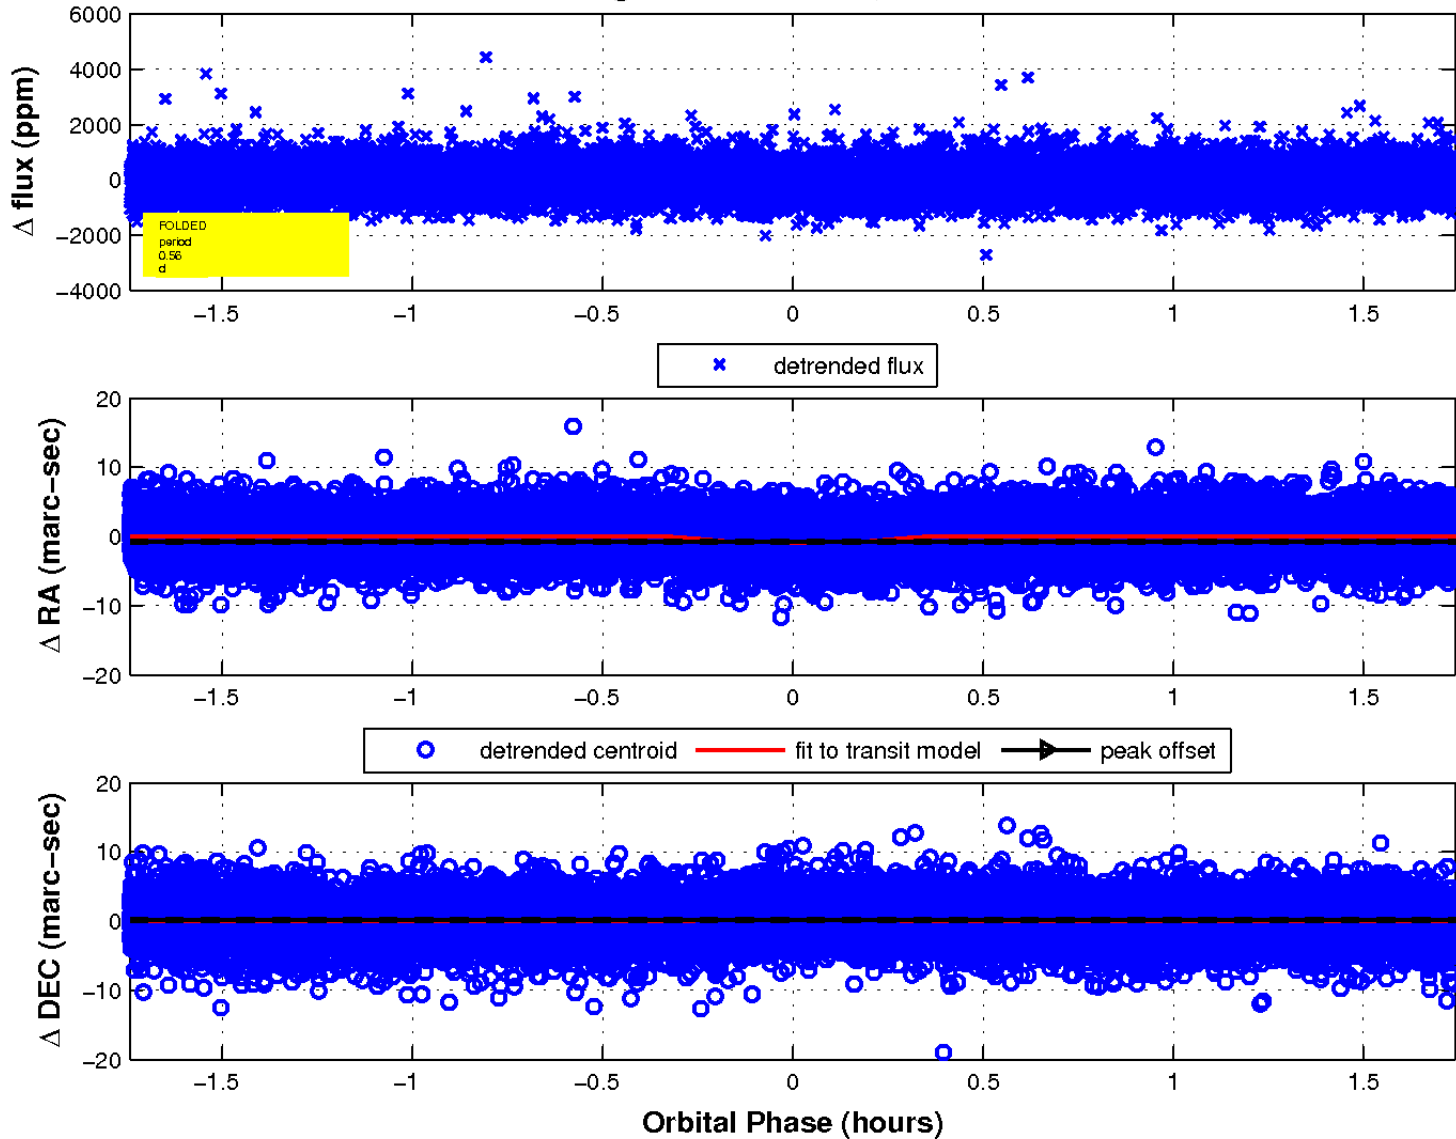 6000
4000
2000
0
−2000
−4000
Δ flux (ppm)
FOLDED
period
0.56
d
−1.5 −1 −0.5 0 0.5 1 1.5
detrended flux
20
10
0
−10
−20
Δ RA (marc−sec)
−1.5 −1 −0.5 0 0.5 1 1.5
detrended centroid fit to transit model peak offset
20
10
0
−10
−20
Δ DEC (marc−sec)
−1.5 −1 −0.5 0 0.5 1 1.5
Orbital Phase (hours)